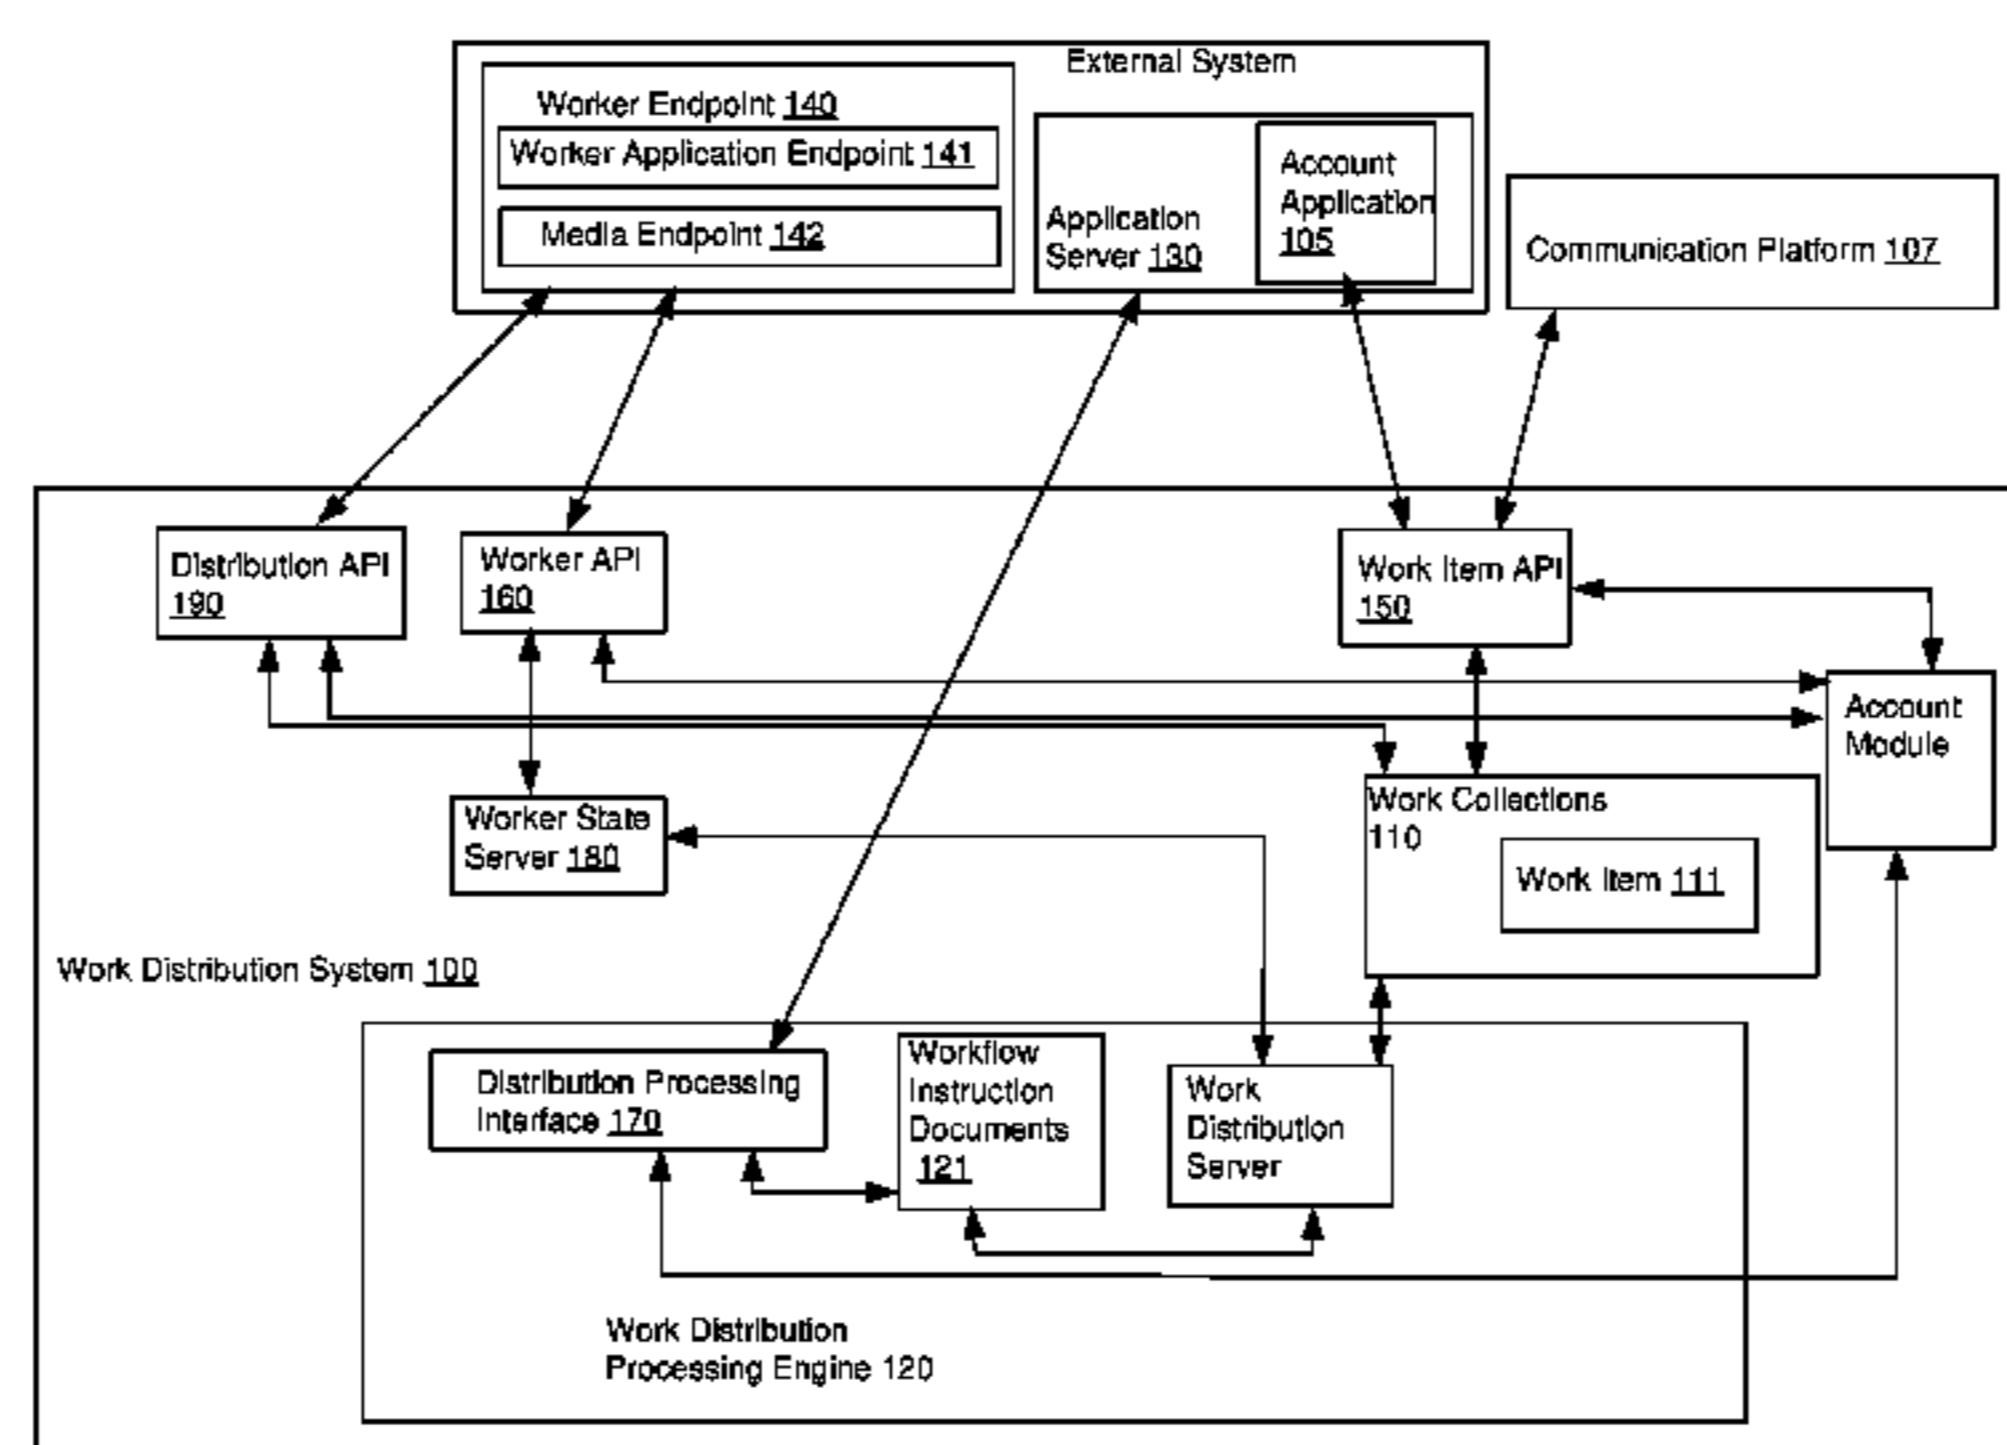 External System
Worker Endpoint 140
Worker Application Endpoint 141
Media Endpoint 142
Application
Server 130
Account
Application
105
Communication Platform 107
Distribution API
190
Worker API
160
Work Item API
150
Account
Module
Worker State
Server 180
Work Collections
110
Work Item 111
Work Distribution System 100
Distribution Processing
Interface 170
Workflow
Instruction
Documents
121
Work
Distribution
Server
Work Distribution
Processing Engine 120